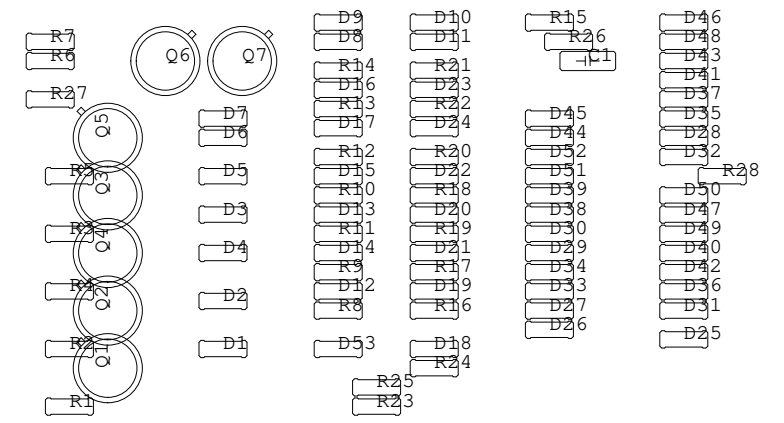 D9 D10 R15 D46
R7 D8 D11 R26 D48
R6 Q6 Q7 C1 D43
R14 R21 D41
D16 D23
R27 D37
R13 R22
D7 D45 D35
Q5 D17 D24
D6 D44 D28
R12 R20 D52 D32
R5 D5 D15 D22 D51 R28
Q3 R10 R18 D39 D50
D3 D13 D20 D38 D47
R3 R11 R19 D30 D49
Q4 D4 D14 D21 D29 D40
R9 R17 D34 D42
R4 D12 D19 D33 D36
Q2 D2
R8 R16 D27 D31
D26
D25
R2 Q1 D1 D53 D18
R24
R25
R1 R23